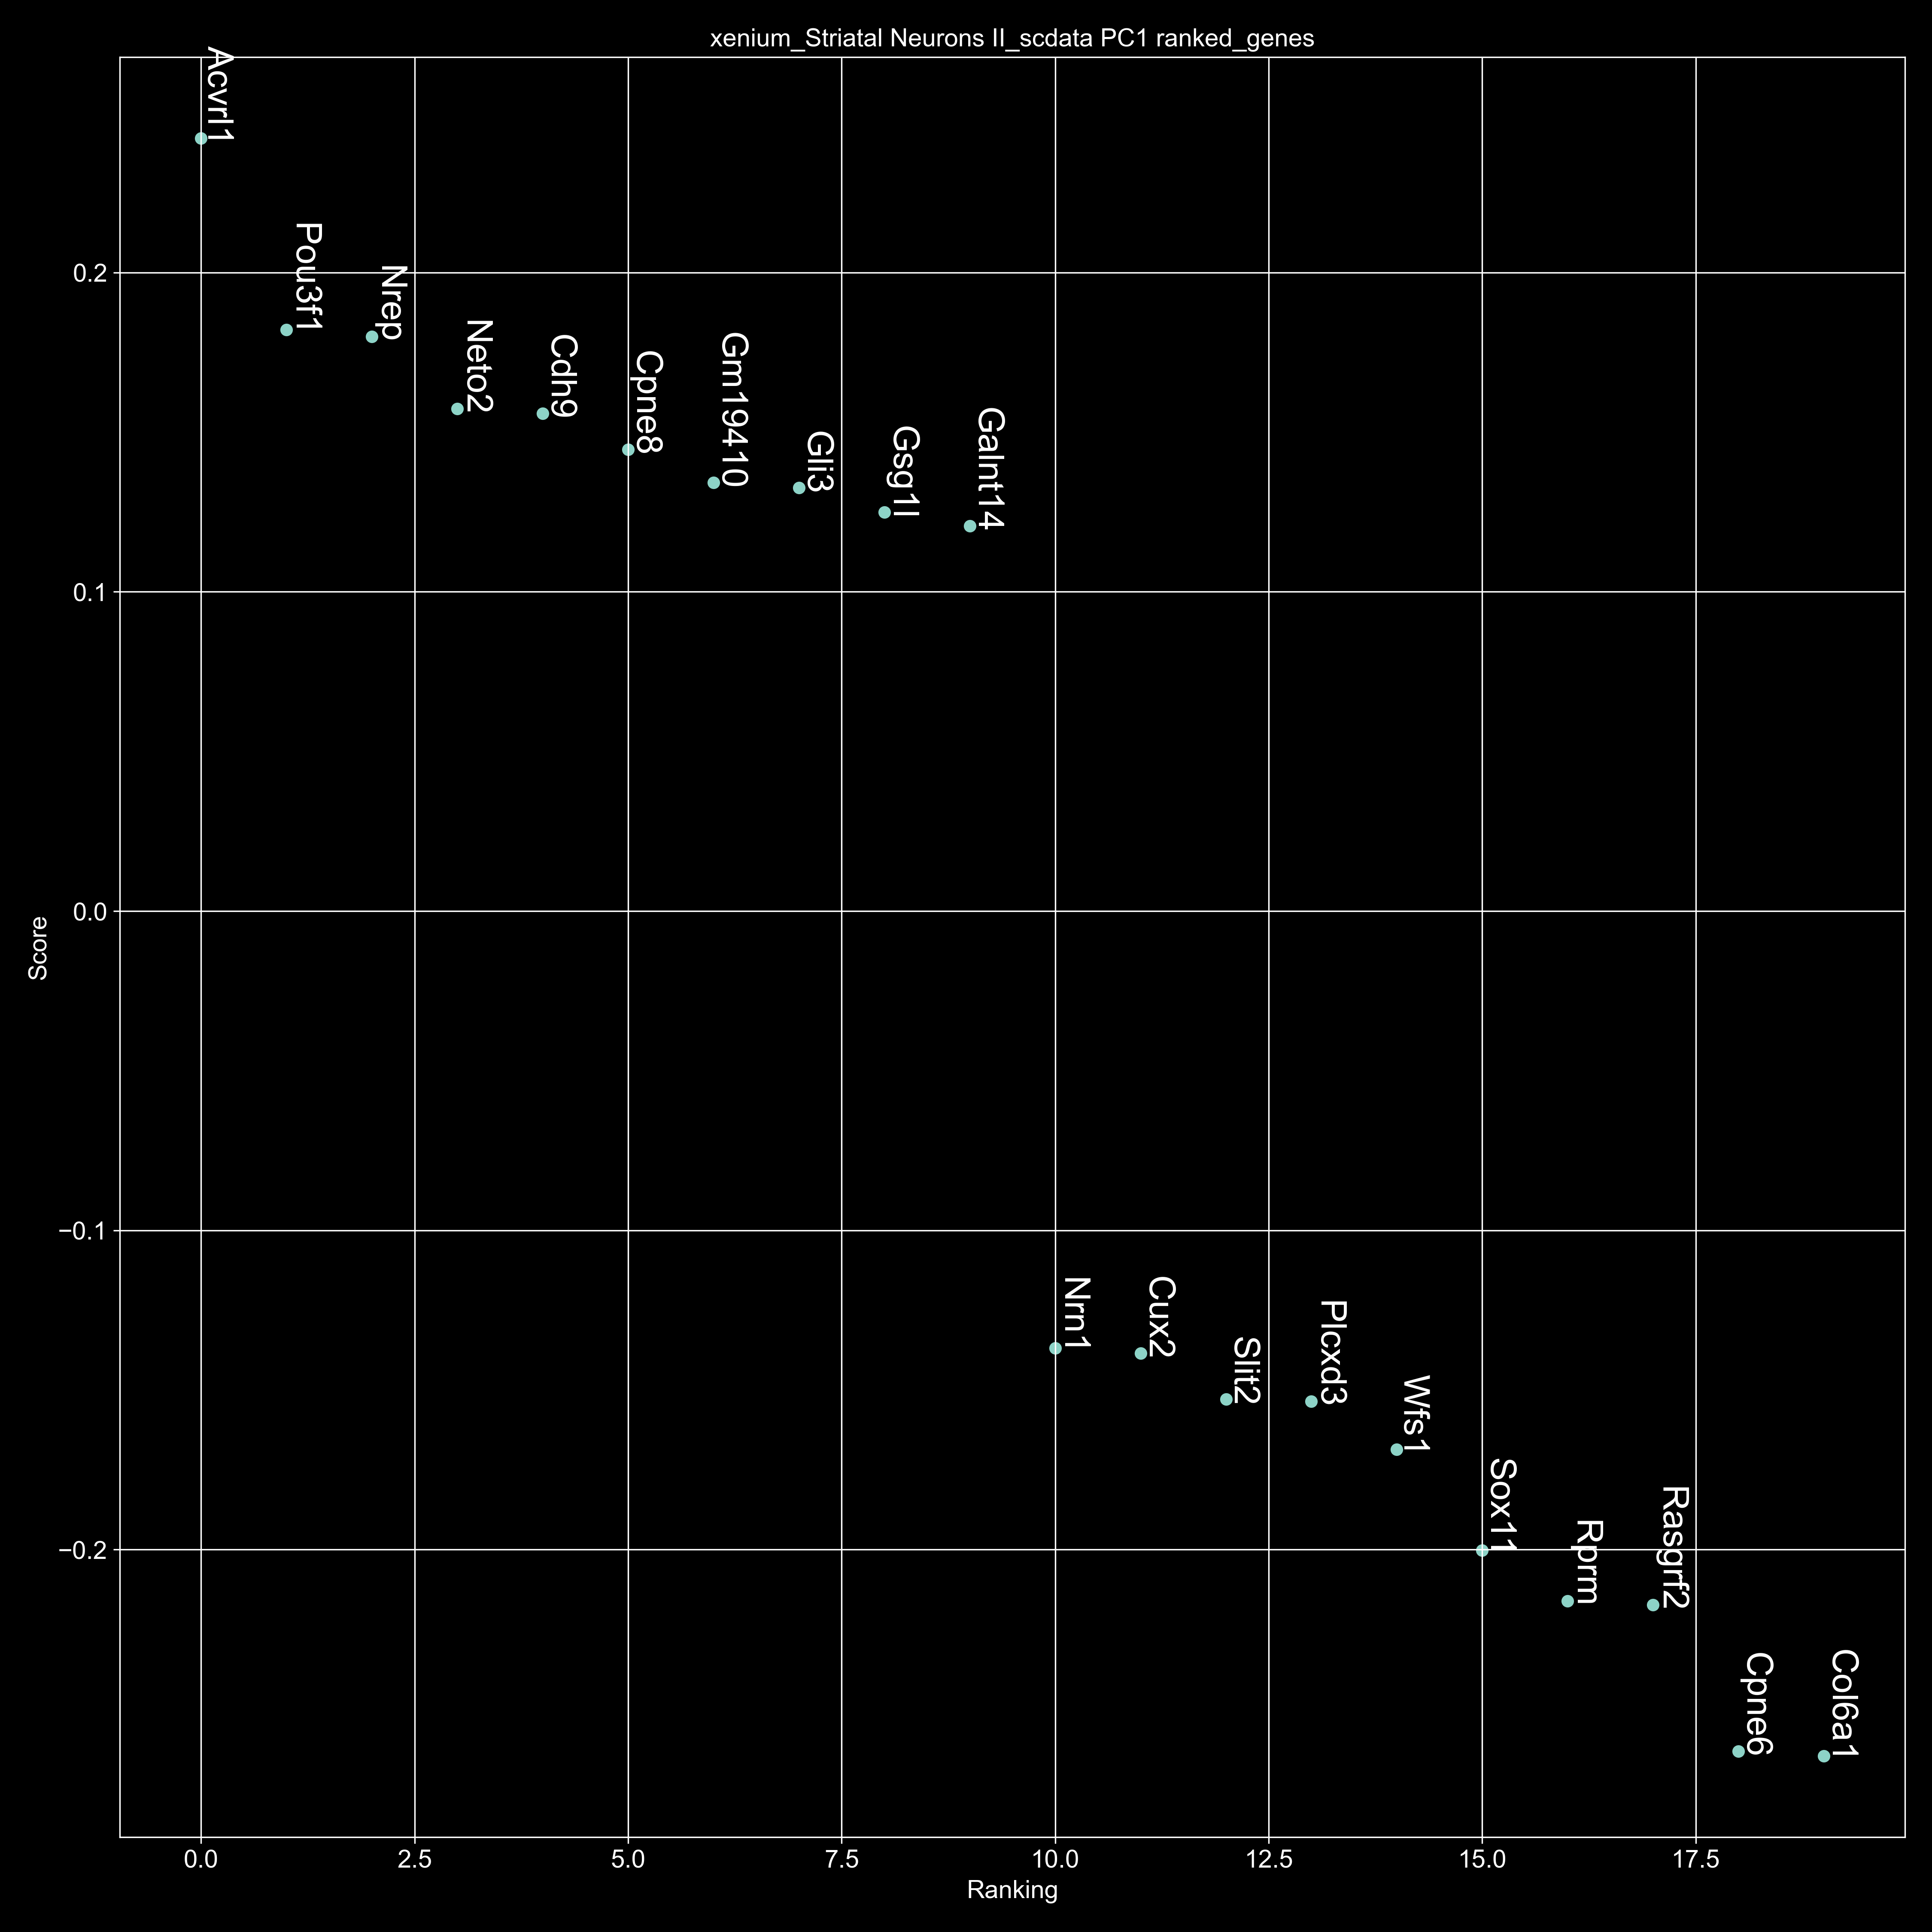 xenium_Striatal Neurons II_scdata PC1 ranked_genes
Acvrl1
Pou3f1
Nrep
Neto2
Cdh9
Cpne8
Gm19410
Gli3
Gsg1l
Galnt14
Nrn1
Cux2
Slit2
Plcxd3
Wfs1
Sox11
Rprm
Rasgrf2
Cpne6
Col6a1
0.2
0.1
0.0
−0.1
−0.2
Score
0.0 2.5 5.0 7.5 10.0 12.5 15.0 17.5
Ranking